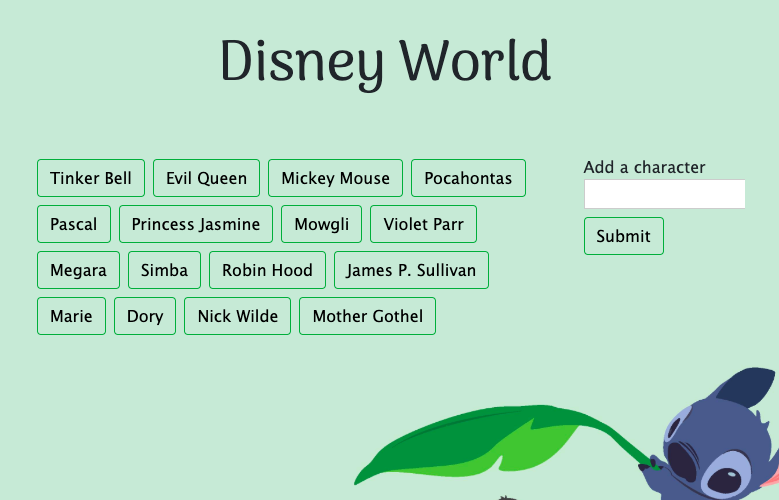 Disney World
Tinker Bell Evil Queen Mickey Mouse Pocahontas
Pascal Princess Jasmine Mowgli Violet Parr
Megara Simba Robin Hood James P. Sullivan
Marie Dory Nick Wilde Mother Gothel
Add a character
Submit